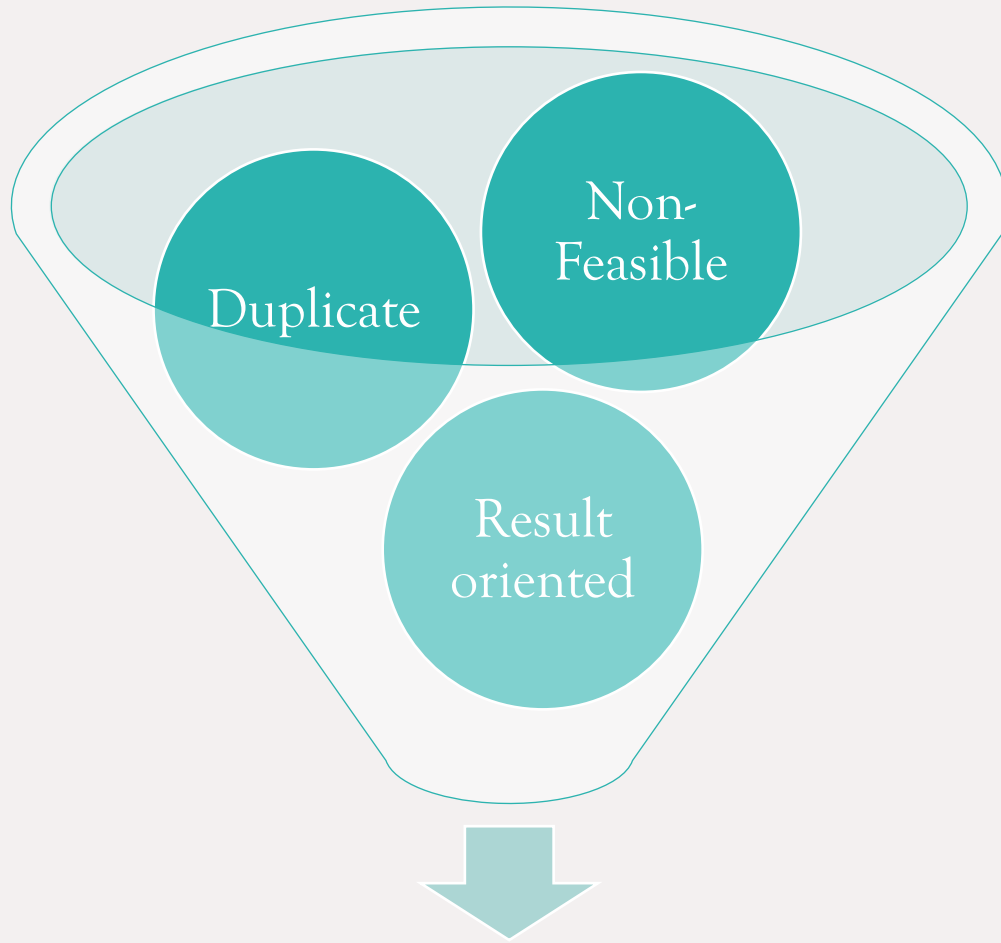 Non-
Feasible
Duplicate
Result
oriented